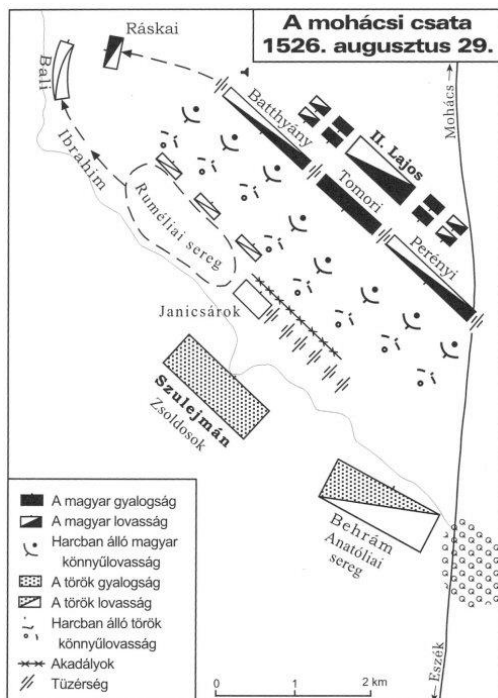 A mohácsi csata
1526. augusztus 29.
Ráskai
Bali
Ibrahim
Batthyány
II. Lajos
Tomori
Perényi
Mohács
Ruméliai sereg
Janicsárok
Szulejmán
Zsoldosok
Behrám
Anatóliai
sereg
Eszék
A magyar gyalogság
A magyar lovasság
Harcban álló magyar
könnyűlovasság
A török gyalogság
A török lovasság
Harcban álló török
könnyűlovasság
Akadályok
Tüzérség
0 1 2 km